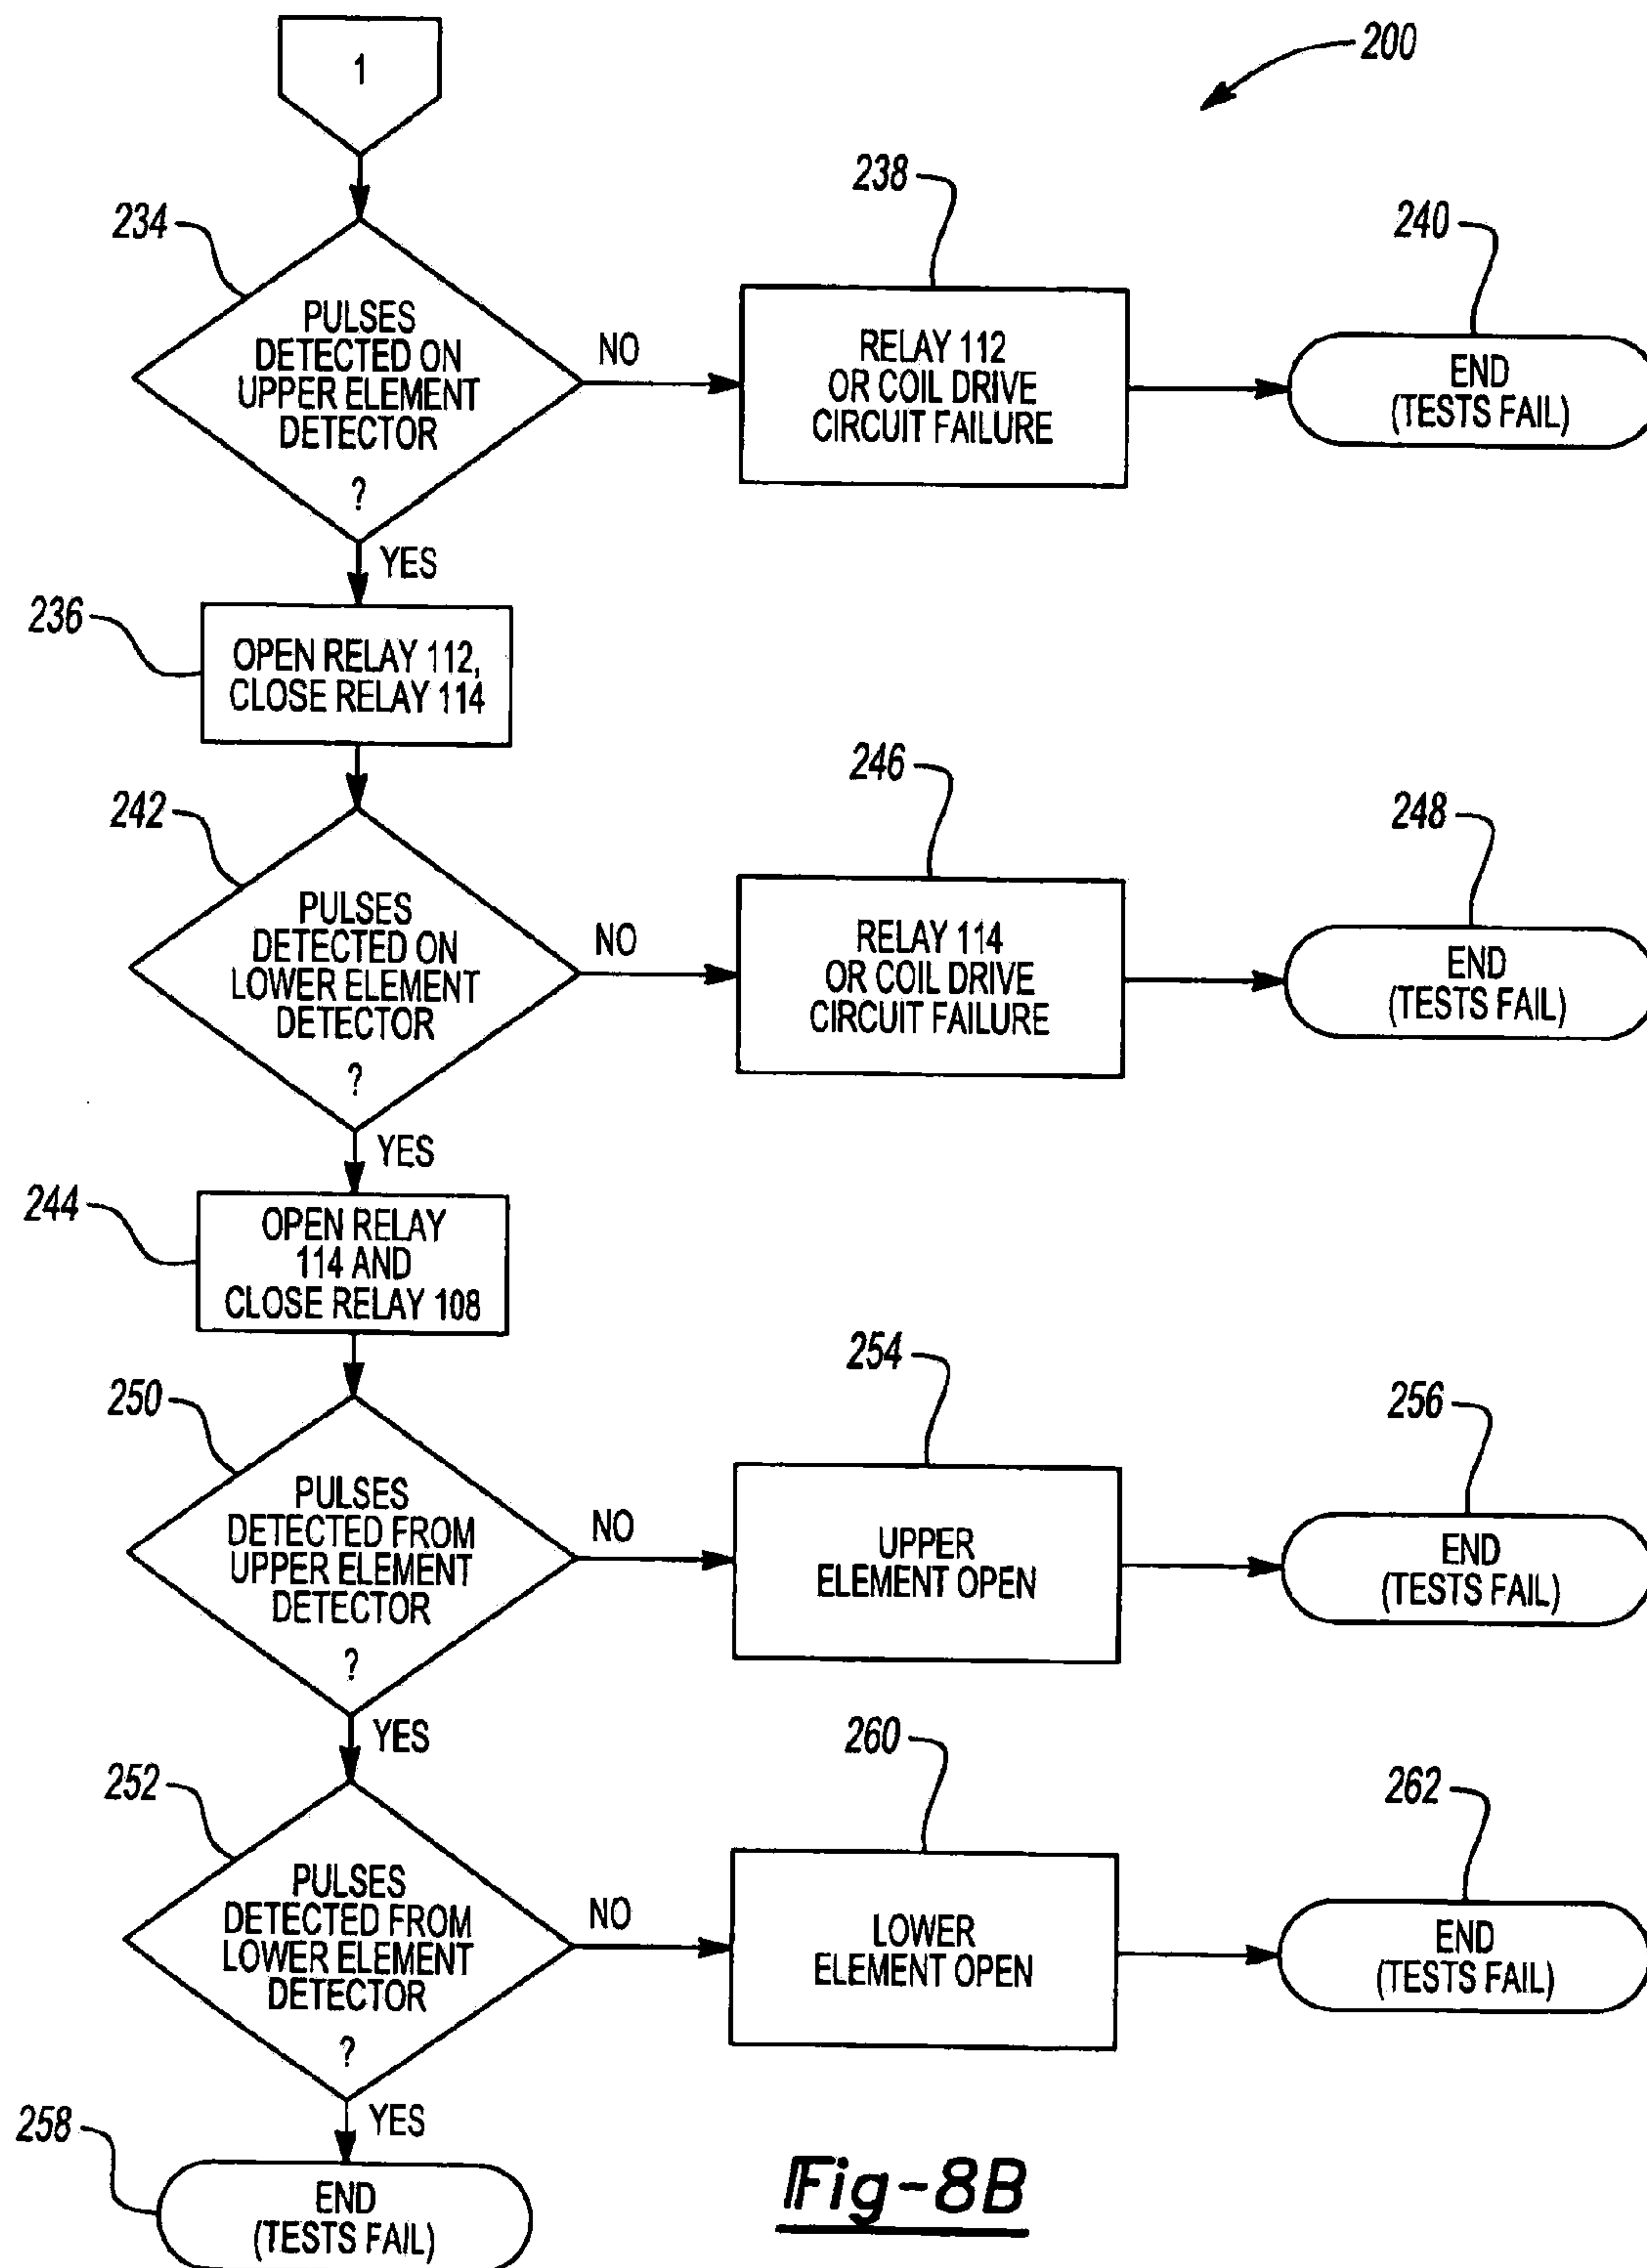 1
200
234
PULSES
DETECTED ON
UPPER ELEMENT
DETECTOR
?
NO
238
RELAY 112
OR COIL DRIVE
CIRCUIT FAILURE
240
END
(TESTS FAIL)
YES
236
OPEN RELAY 112,
CLOSE RELAY 114
242
PULSES
DETECTED ON
LOWER ELEMENT
DETECTOR
?
NO
246
RELAY 114
OR COIL DRIVE
CIRCUIT FAILURE
248
END
(TESTS FAIL)
YES
244
OPEN RELAY
114 AND
CLOSE RELAY 108
250
PULSES
DETECTED FROM
UPPER ELEMENT
DETECTOR
?
NO
254
UPPER
ELEMENT OPEN
256
END
(TESTS FAIL)
YES
252
PULSES
DETECTED FROM
LOWER ELEMENT
DETECTOR
?
NO
260
LOWER
ELEMENT OPEN
262
END
(TESTS FAIL)
YES
258
END
(TESTS FAIL)
Fig-8B